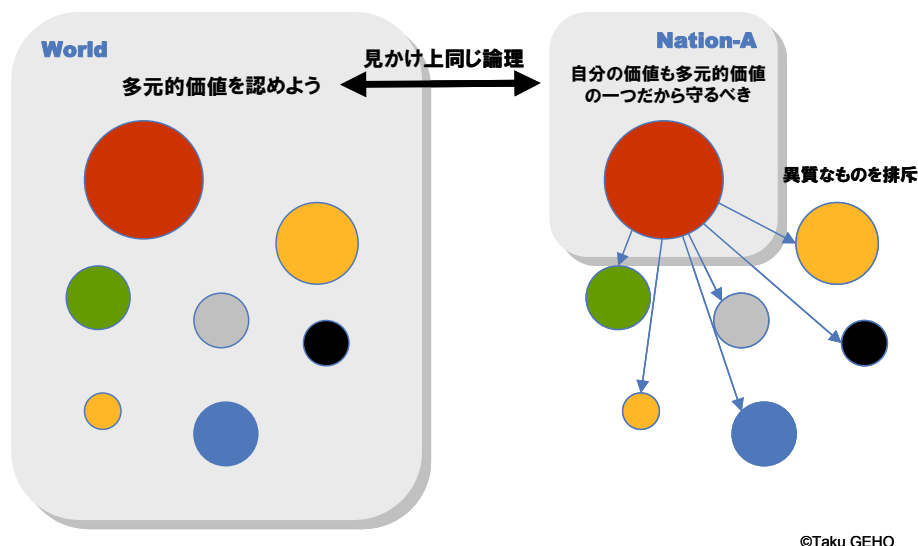 World
多元的価値を認めよう
見かけ上同じ論理
Nation-A
自分の価値も多元的価値
の一つだから守るべき
異質なものを排斥
©Taku GEHO